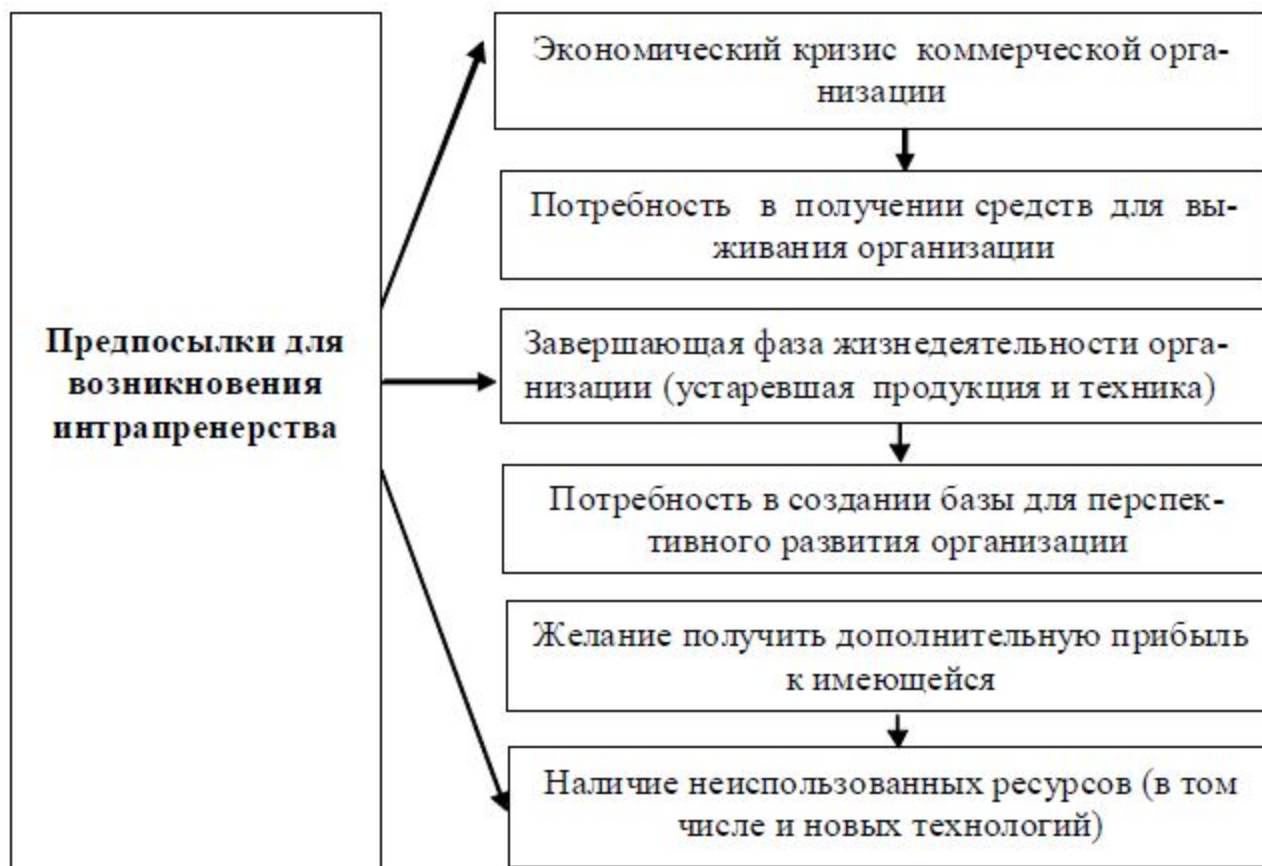 Предпосылки для
возникновения
интрапренерства
Экономический кризис коммерческой орга-
низации
Потребность в получении средств для вы-
живания организации
Завершающая фаза жизнедеятельности орга-
низации (устаревшая продукция и техника)
Потребность в создании базы для перспек-
тивного развития организации
Желание получить дополнительную прибыль
к имеющейся
Наличие неиспользованных ресурсов (в том
числе и новых технологий)